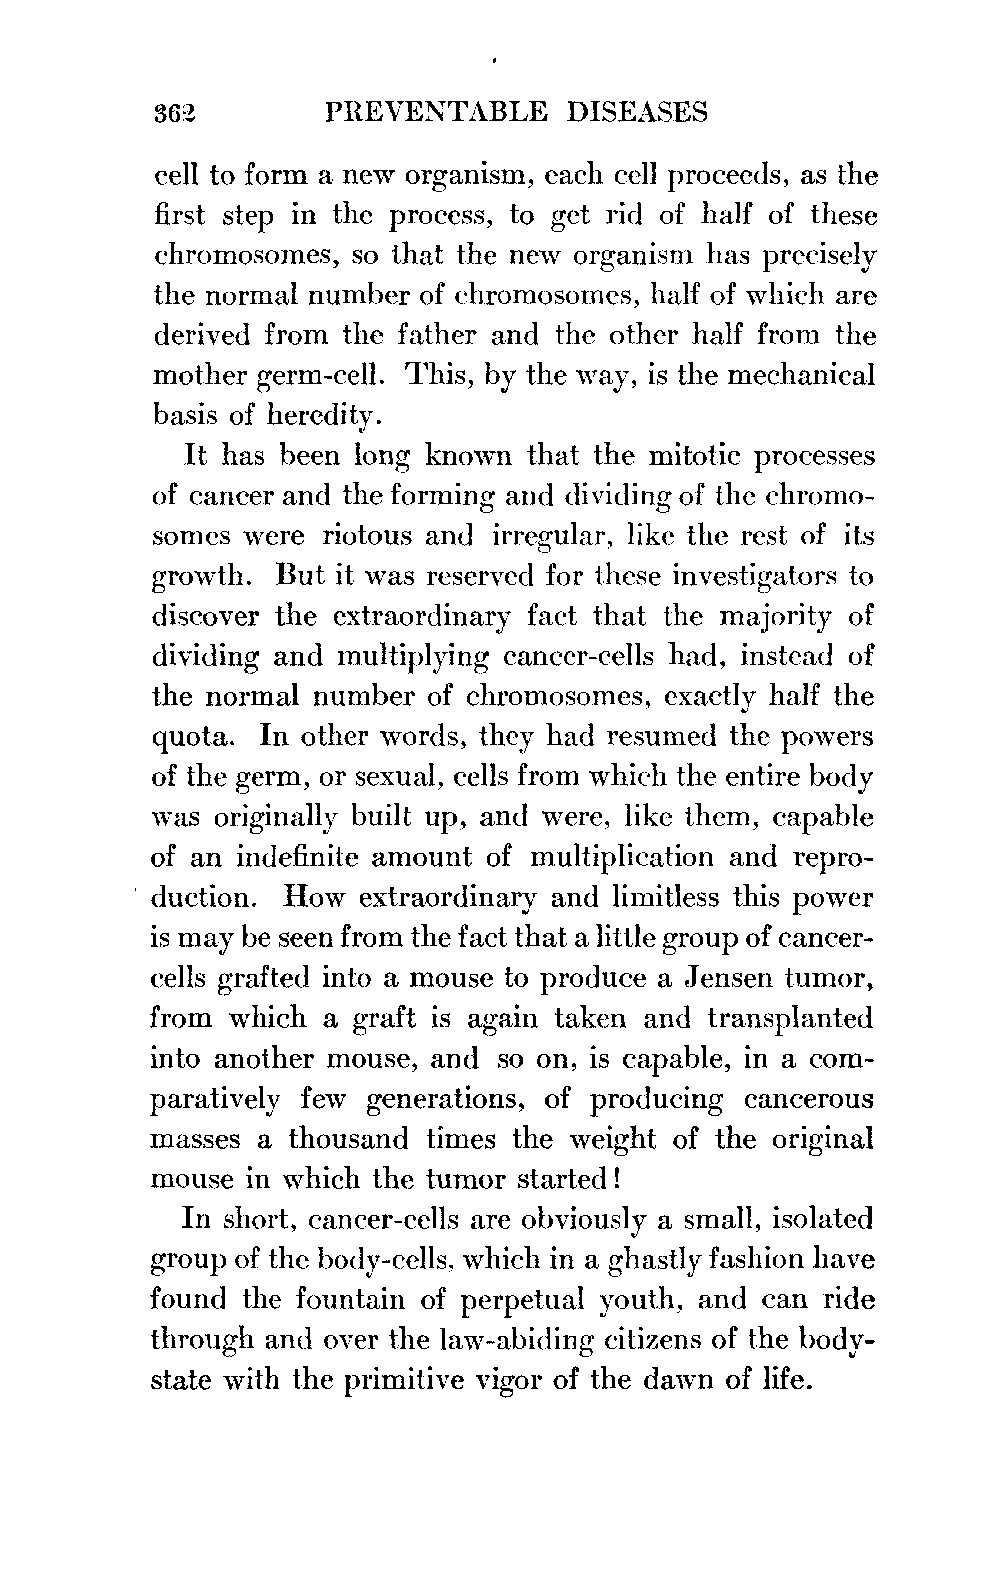 362 PREVENTABLE DISEASES
cell to form a new organism, each cell proceeds, as the
first step in the process, to get rid of half of these
chromosomes, so that the new organism has precisely
the normal number of chromosomes, half of which are
derived from the father and the other half from the
mother germ-cell. This, by the way, is the mechanical
basis of heredity.
It has been long known that the mitotic processes
of cancer and the forming and dividing of the chromo-
somes were riotous and irregular, like the rest of its
growth. But it was reserved for these investigators to
discover the extraordinary fact that the majority of
dividing and multiplying cancer-cells had, instead of
the normal number of chromosomes, exactly half the
quota. In other words, they had resumed the powers
of the germ, or sexual, cells from which the entire body
was originally built up, and were, like them, capable
of an indefinite amount of multiplication and repro-
duction. How extraordinary and limitless this power
is may be seen from the fact that a little group of cancer-
cells grafted into a mouse to produce a Jensen tumor,
from which a graft is again taken and transplanted
into another mouse, and so on, is capable, in a com-
paratively few generations, of producing cancerous
masses a thousand times the weight of the original
mouse in which the tumor started!
In short, cancer-cells are obviously a small, isolated
group of the body-cells, which in a ghastly fashion have
found the fountain of perpetual youth, and can ride
through and over the law-abiding citizens of the body-
state with the primitive vigor of the dawn of life.